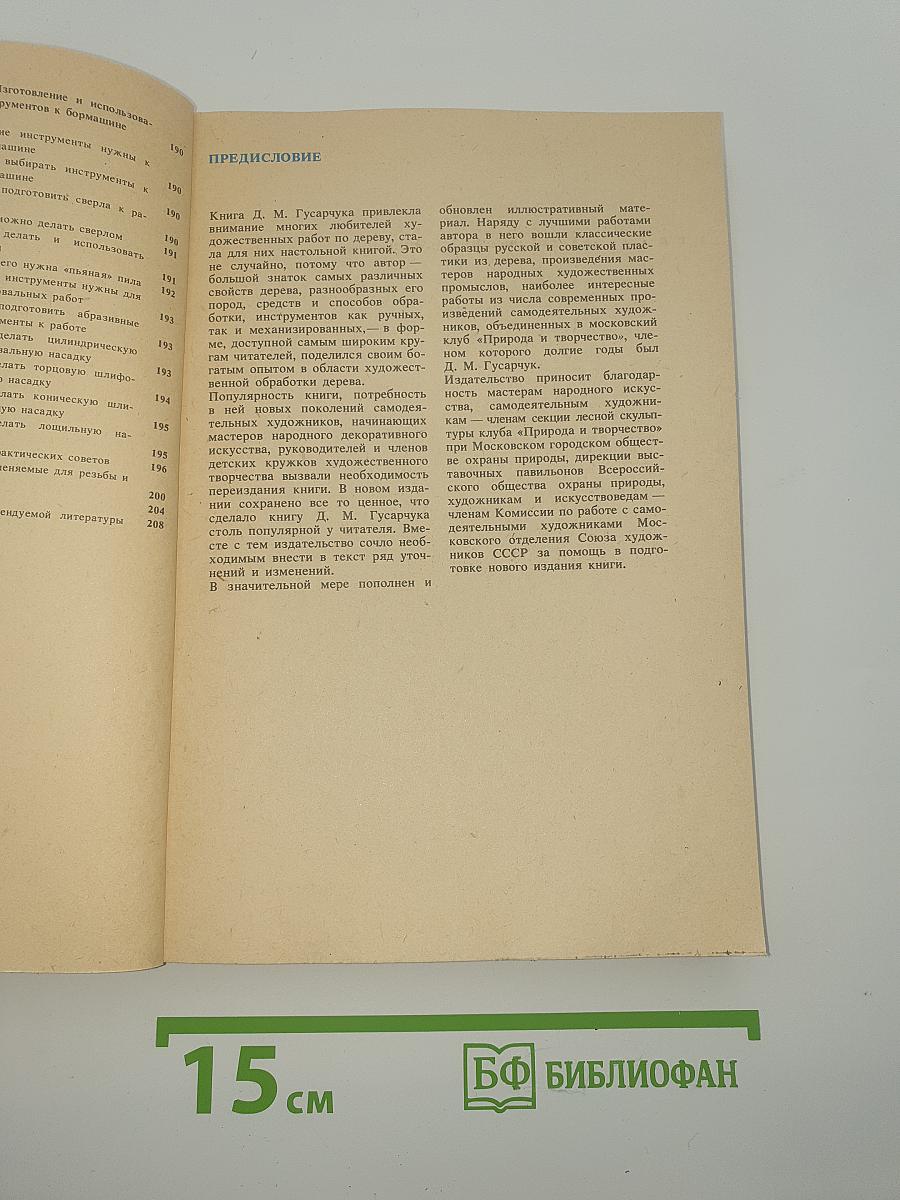 Изготовление и использова-
рументов к бормашине
ие инструменты нужны к
машине 190
выбирать инструменты к
ашине 190
подготовить сверла к ра-
190
можно делать сверлом 190
делать и использовать
191
его нужна «пьяная» пила 191
инструменты нужны для 192
овальных работ
подготовить абразивные 193
менты к работе
делать цилиндрическую 193
вальную насадку
елать торцовую шлифо- 193
ю насадку
лать коническую шли- 194
ную насадку
елать лощильную на- 195
рактических советов 195
меняемые для резьбы и 196
200
204
ендуемой литературы 208
ПРЕДИСЛОВИЕ
Книга Д. М. Гусарчука привлекла
внимание многих любителей ху-
дожественных работ по дереву, ста-
ла для них настольной книгой. Это
не случайно, потому что автор —
большой знаток самых различных
свойств дерева, разнообразных его
пород, средств и способов обра-
ботки, инструментов как ручных,
так и механизированных,— в фор-
ме, доступной самым широким кру-
гам читателей, поделился своим бо-
гатым опытом в области художест-
венной обработки дерева.
Популярность книги, потребность
в ней новых поколений самодея-
тельных художников, начинающих
мастеров народного декоративного
искусства, руководителей и членов
детских кружков художественного
творчества вызвали необходимость
переиздания книги. В новом изда-
нии сохранено все то ценное, что
сделало книгу Д. М. Гусарчука
столь популярной у читателя. Вме-
сте с тем издательство сочло необ-
ходимым внести в текст ряд уточ-
нений и изменений.
В значительной мере пополнен и
обновлен иллюстративный мате-
риал. Наряду с лучшими работами
автора в него вошли классические
образцы русской и советской плас-
тики из дерева, произведения мас-
теров народных художественных
промыслов, наиболее интересные
работы из числа современных про-
изведений самодеятельных худож-
ников, объединенных в московский
клуб «Природа и творчество», чле-
ном которого долгие годы был
Д. М. Гусарчук.
Издательство приносит благодар-
ность мастерам народного искус-
ства, самодеятельным художни-
кам — членам секции лесной скульп-
туры клуба «Природа и творчество»
при Московском городском общест-
ве охраны природы, дирекции выс-
тавочных павильонов Всероссий-
ского общества охраны природы,
художникам и искусствоведам —
членам Комиссии по работе с само-
деятельными художниками Мос-
ковского отделения Союза худож-
ников СССР за помощь в подго-
товке нового издания книги.
15 см
БФ БИБЛИОФАН